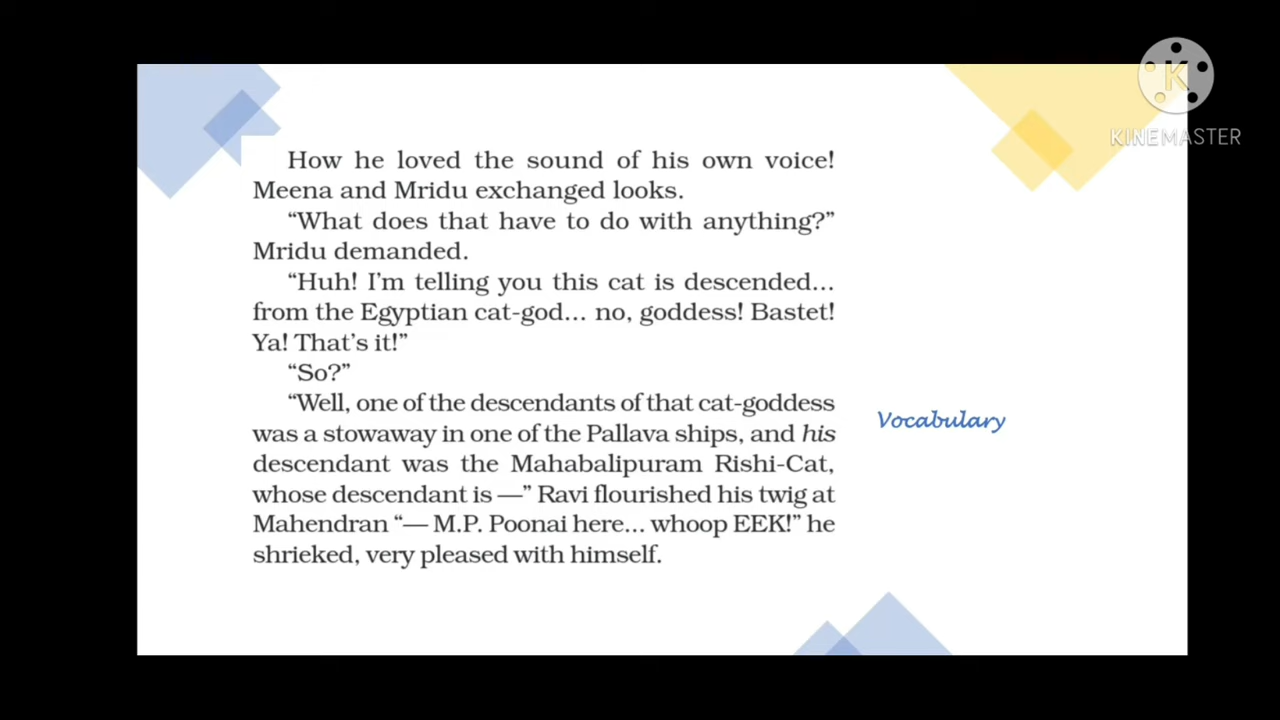 How he loved the sound of his own voice!
Meena and Mridu exchanged looks.
“What does that have to do with anything?”
Mridu demanded.
“Huh! I’m telling you this cat is descended...
from the Egyptian cat-god... no, goddess! Bastet!
Ya! That’s it!”
“So?”
“Well, one of the descendants of that cat-goddess
was a stowaway in one of the Pallava ships, and his
descendant was the Mahabalipuram Rishi-Cat,
whose descendant is —” Ravi flourished his twig at
Mahendran “— M.P. Poonai here... whoop EEK!” he
shrieked, very pleased with himself.
Vocabulary
K
KINEMASTER